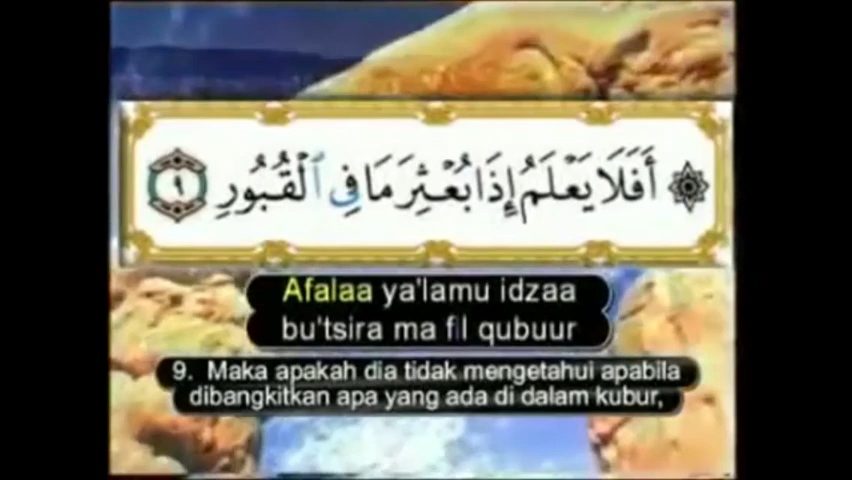 أَفَلَا يَعْلَمُ إِذَا بُعْثِرَ مَا فِي ٱلْقُبُورِ ٩
Afalaa ya'lamu idzaa
bu'tsira ma fil qubuur
9. Maka apakah dia tidak mengetahui apabila
dibangkitkan apa yang ada di dalam kubur,